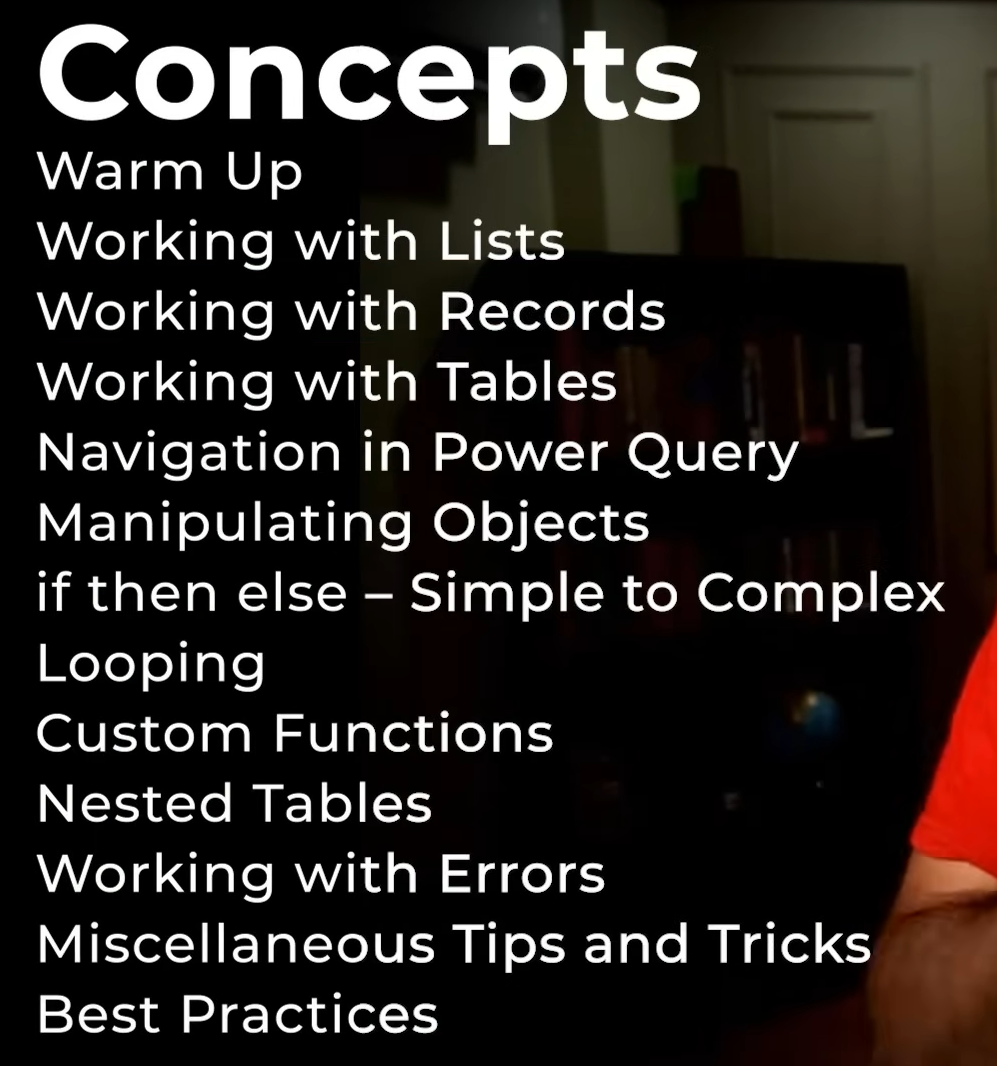 Concepts
Warm Up
Working with Lists
Working with Records
Working with Tables
Navigation in Power Query
Manipulating Objects
if then else – Simple to Complex
Looping
Custom Functions
Nested Tables
Working with Errors
Miscellaneous Tips and Tricks
Best Practices